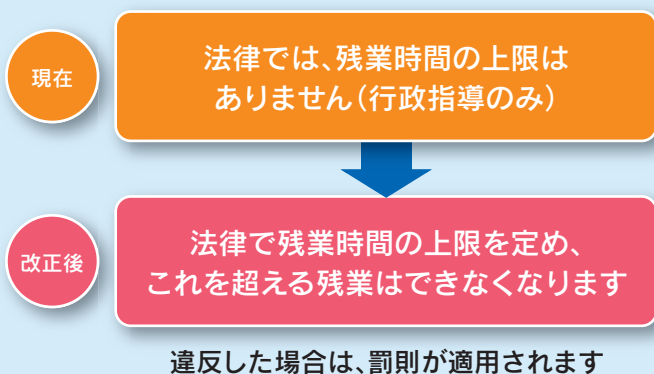 現在
法律では、残業時間の上限は
ありません（行政指導のみ）
改正後
法律で残業時間の上限を定め、
これを超える残業はできなくなります
違反した場合は、罰則が適用されます